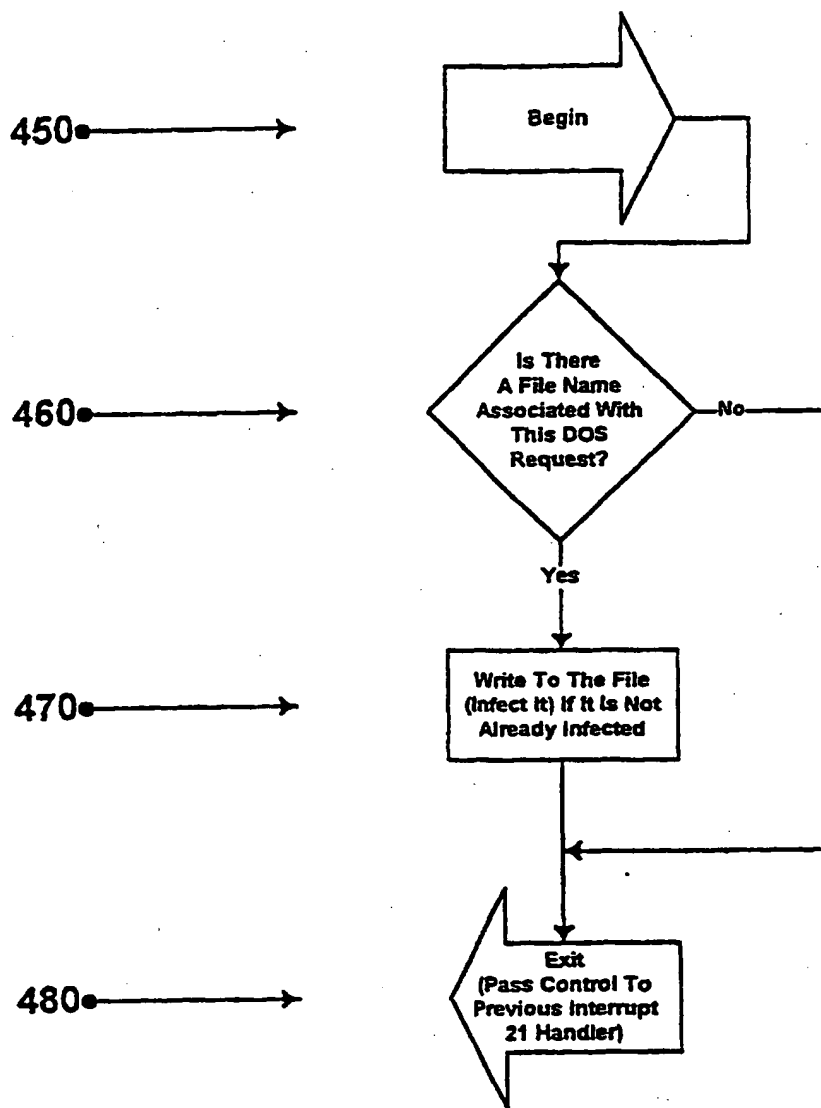 450
Begin
Is There
A File Name
460
Associated With
No
This DOS
Request?
Yes
Write To The File
470
(Infect It) If It Is Not
Already Infected
Exit
480
(Pass Control To
Previous Interrupt
21 Handler)